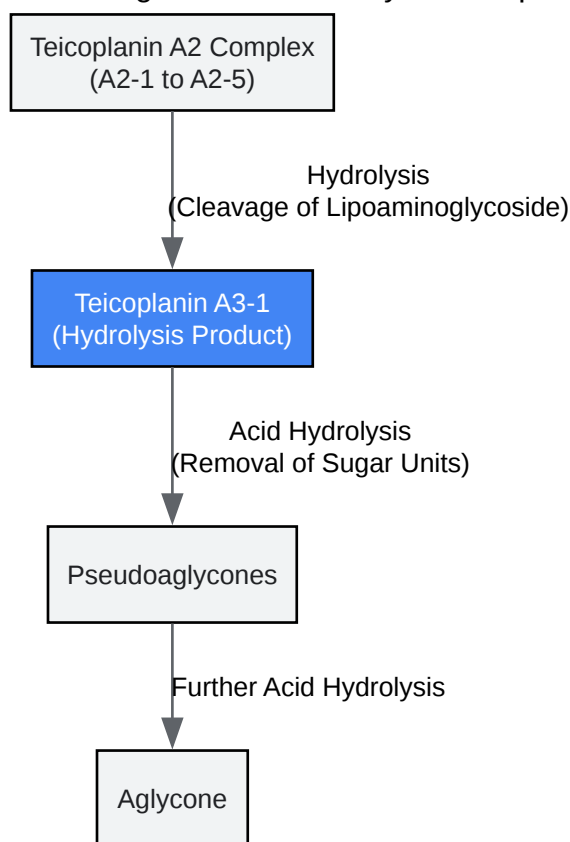 Teicoplanin A2 Complex
(A2-1 to A2-5)
Hydrolysis
(Cleavage of Lipoaminoglycoside)
Teicoplanin A3-1
(Hydrolysis Product)
Acid Hydrolysis
(Removal of Sugar Units)
Pseudoaglycones
Further Acid Hydrolysis
Aglycone